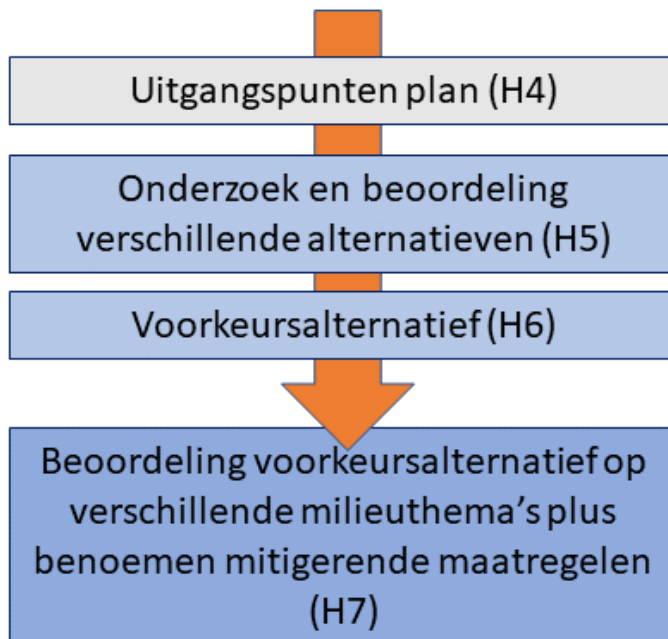 Uitgangspunten plan (H4)
Onderzoek en beoordeling
verschillende alternatieven (H5)
Voorkeursalternatief (H6)
Beoordeling voorkeursalternatief op
verschillende milieuthema's plus
benoemen mitigerende maatregelen
(H7)